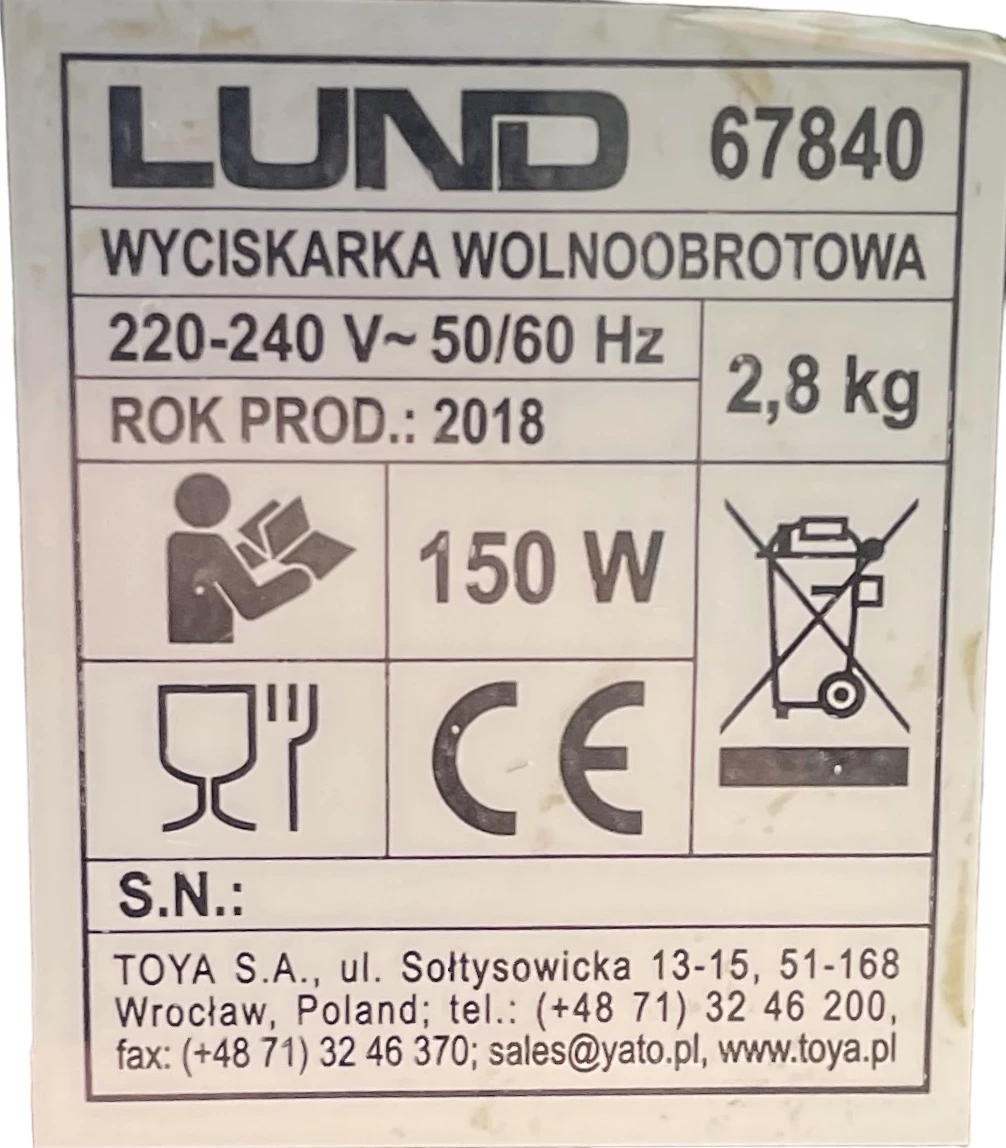 LUND 67840
WYCISKARKA WOLNOOBROTOWA
220-240 V~ 50/60 Hz
2,8 kg
ROK PROD.: 2018
150 W
CE
S.N.:
TOYA S.A., ul. Sołtysowicka 13-15, 51-168
Wrocław, Poland; tel.: (+48 71) 32 46 200,
fax: (+48 71) 32 46 370; sales@yato.pl, www.toya.pl